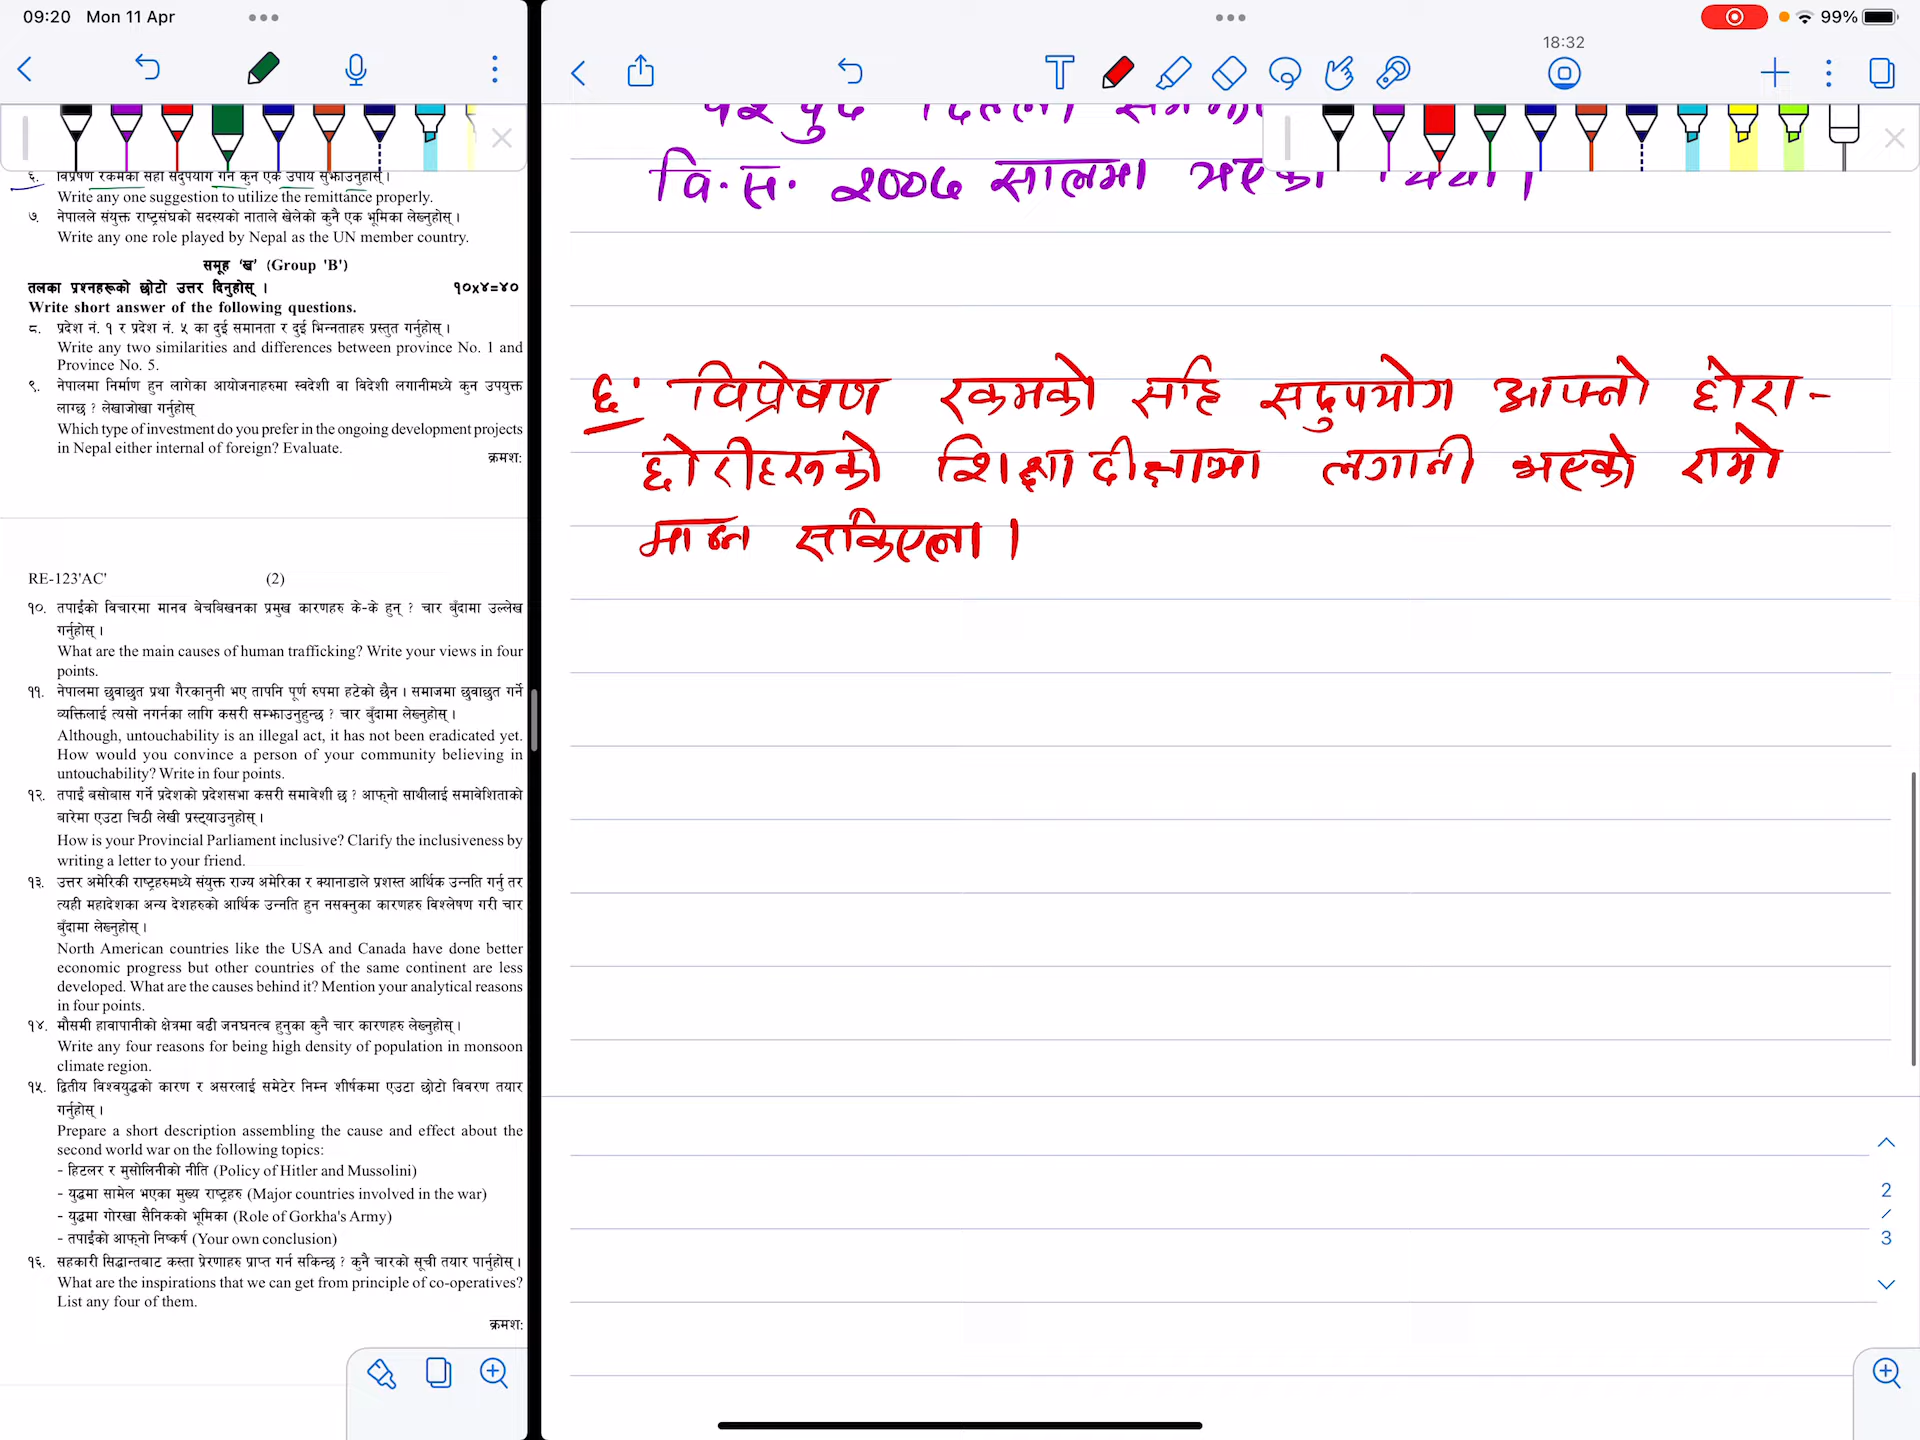 09:20 Mon 11 Apr
99%
18:32
६. विप्रेषण रकमको सही सदुपयोग गर्ने कुनै एक उपाय सुझाउनुहोस् ।
Write any one suggestion to utilize the remittance properly.
७. नेपालले संयुक्त राष्ट्रसंघको सदस्यको नाताले खेलेको कुनै एक भूमिका लेख्नुहोस् ।
Write any one role played by Nepal as the UN member country.
समूह 'ख' (Group 'B')
तलका प्रश्नहरूको छोटो उत्तर दिनुहोस् । १०x४=४०
Write short answer of the following questions.
८. प्रदेश नं. १ र प्रदेश नं. ५ का दुई समानता र दुई भिन्नताहरु प्रस्तुत गर्नुहोस् ।
Write any two similarities and differences between province No. 1 and
Province No. 5.
९. नेपालमा निर्माण हुन लागेका आयोजनाहरुमा स्वदेशी वा विदेशी लगानीमध्ये कुन उपयुक्त
लाग्छ ? लेखाजोखा गर्नुहोस्
Which type of investment do you prefer in the ongoing development projects
in Nepal either internal of foreign? Evaluate.
क्रमश:
RE-123'AC' (2)
१०. तपाईंको विचारमा मानव बेचबिखनका प्रमुख कारणहरु के-के हुन् ? चार बुँदामा उल्लेख
गर्नुहोस् ।
What are the main causes of human trafficking? Write your views in four
points.
११. नेपालमा छुवाछुत प्रथा गैरकानुनी भए तापनि पूर्ण रुपमा हटेको छैन । समाजमा छुवाछुत गर्ने
व्यक्तिलाई त्यसो नगर्नका लागि कसरी सम्झाउनुहुन्छ ? चार बुँदामा लेख्नुहोस् ।
Although, untouchability is an illegal act, it has not been eradicated yet.
How would you convince a person of your community believing in
untouchability? Write in four points.
१२. तपाईं बसोबास गर्ने प्रदेशको प्रदेशसभा कसरी समावेशी छ ? आफ्नो साथीलाई समावेशिताको
बारेमा एउटा चिठी लेखी प्रस्ट्याउनुहोस् ।
How is your Provincial Parliament inclusive? Clarify the inclusiveness by
writing a letter to your friend.
१३. उत्तर अमेरिकी राष्ट्रहरुमध्ये संयुक्त राज्य अमेरिका र क्यानाडाले प्रशस्त आर्थिक उन्नति गर्नु तर
त्यही महादेशका अन्य देशहरुको आर्थिक उन्नति हुन नसक्नुका कारणहरु विश्लेषण गरी चार
बुँदामा लेख्नुहोस् ।
North American countries like the USA and Canada have done better
economic progress but other countries of the same continent are less
developed. What are the causes behind it? Mention your analytical reasons
in four points.
१४. मौसमी हावापानीको क्षेत्रमा बढी जनघनत्व हुनुका कुनै चार कारणहरु लेख्नुहोस् ।
Write any four reasons for being high density of population in monsoon
climate region.
१५. द्वितीय विश्वयुद्धको कारण र असरलाई समेटेर निम्न शीर्षकमा एउटा छोटो विवरण तयार
गर्नुहोस् ।
Prepare a short description assembling the cause and effect about the
second world war on the following topics:
- हिटलर र मुसोलिनीको नीति (Policy of Hitler and Mussolini)
- युद्धमा सामेल भएका मुख्य राष्ट्रहरु (Major countries involved in the war)
- युद्धमा गोरखा सैनिकको भूमिका (Role of Gorkha's Army)
- तपाईंको आफ्नो निष्कर्ष (Your own conclusion)
१६. सहकारी सिद्धान्तबाट कस्ता प्रेरणाहरु प्राप्त गर्न सकिन्छ ? कुनै चारको सूची तयार पार्नुहोस् ।
What are the inspirations that we can get from principle of co-operatives?
List any four of them.
क्रमश:
वि.स. २००७ सालमा भएको थियो ।
६. विप्रेषण रकमको सहि सदुपयोग आफ्नो छोरा-
छोरीहरूको शिक्षा दीक्षामा लगानी भएको राम्रो
मान्न सकिएला ।
2
/
3